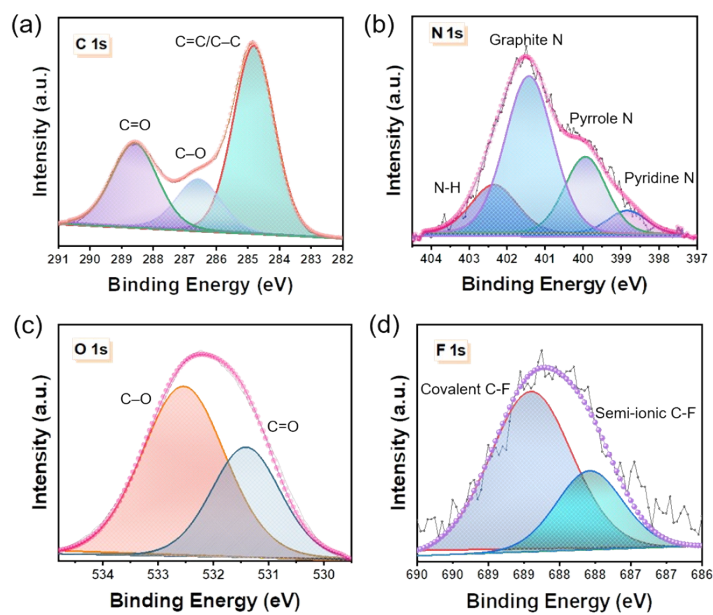 (a)
C 1s
C=C/C–C
C=O
C–O
Intensity (a.u.)
291 290 289 288 287 286 285 284 283 282
Binding Energy (eV)
(b)
N 1s
Graphite N
Pyrrole N
N-H
Pyridine N
Intensity (a.u.)
404 403 402 401 400 399 398 397
Binding Energy (eV)
(c)
O 1s
C–O
C=O
Intensity (a.u.)
534 533 532 531 530
Binding Energy (eV)
(d)
F 1s
Covalent C-F
Semi-ionic C-F
Intensity (a.u.)
690 690 689 689 688 688 687 687 686
Binding Energy (eV)